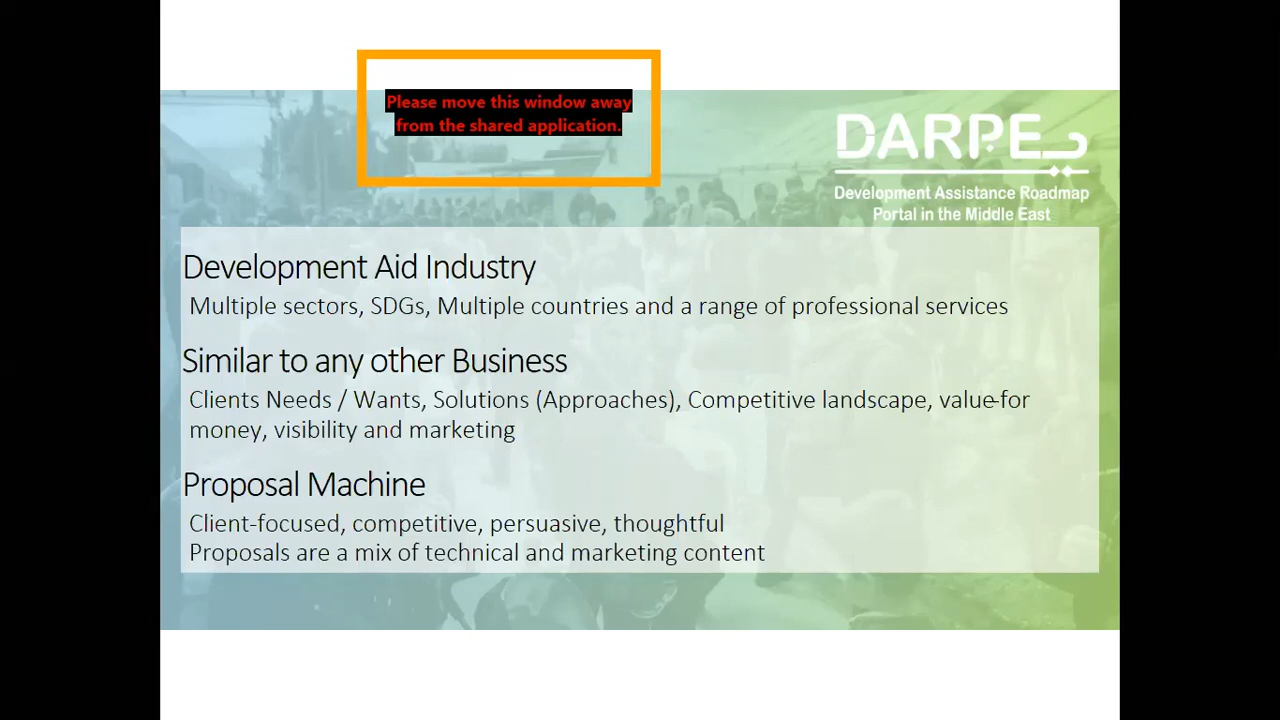 Please move this window away
from the shared application.
DARPE
Development Assistance Roadmap
Portal in the Middle East
Development Aid Industry
Multiple sectors, SDGs, Multiple countries and a range of professional services
Similar to any other Business
Clients Needs / Wants, Solutions (Approaches), Competitive landscape, value-for
money, visibility and marketing
Proposal Machine
Client-focused, competitive, persuasive, thoughtful
Proposals are a mix of technical and marketing content